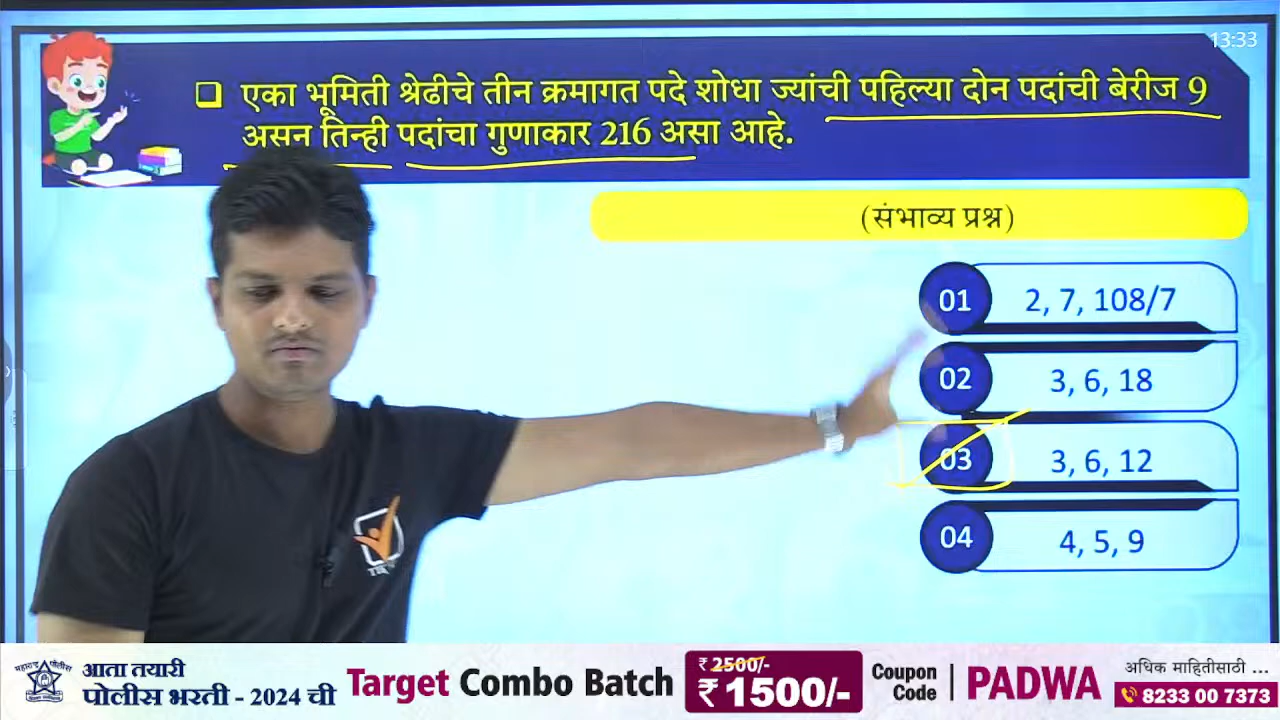 13:33
एका भूमिती श्रेढीचे तीन क्रमागत पदे शोधा ज्यांची पहिल्या दोन पदांची बेरीज 9
असून तिन्ही पदांचा गुणाकार 216 असा आहे.
(संभाव्य प्रश्न)
01 2, 7, 108/7
02 3, 6, 18
03 3, 6, 12
04 4, 5, 9
आता तयारी
पोलीस भरती - 2024 ची
Target Combo Batch
₹ 2500/-
₹ 1500/-
Coupon
Code
PADWA
अधिक माहितीसाठी ...
8233 00 7373